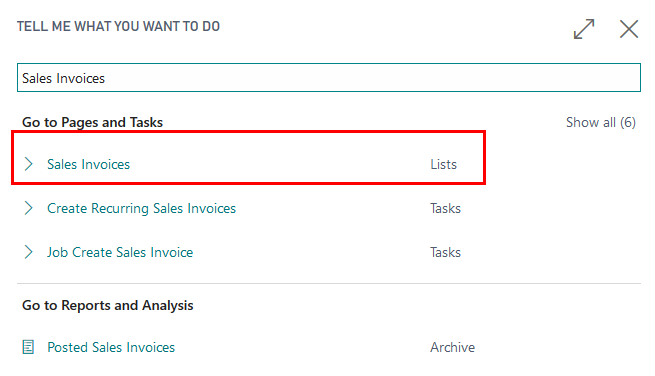 TELL ME WHAT YOU WANT TO DO
Sales Invoices
Go to Pages and Tasks Show all (6)
Sales Invoices Lists
Create Recurring Sales Invoices Tasks
Job Create Sales Invoice Tasks
Go to Reports and Analysis
Posted Sales Invoices Archive